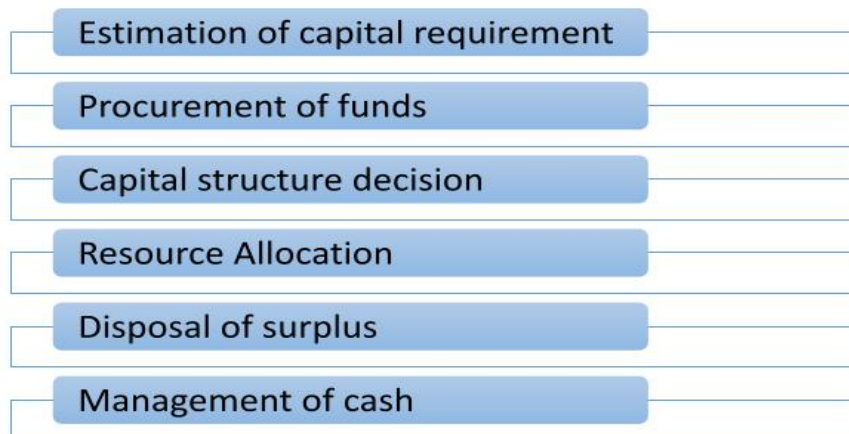 Estimation of capital requirement
Procurement of funds
Capital structure decision
Resource Allocation
Disposal of surplus
Management of cash